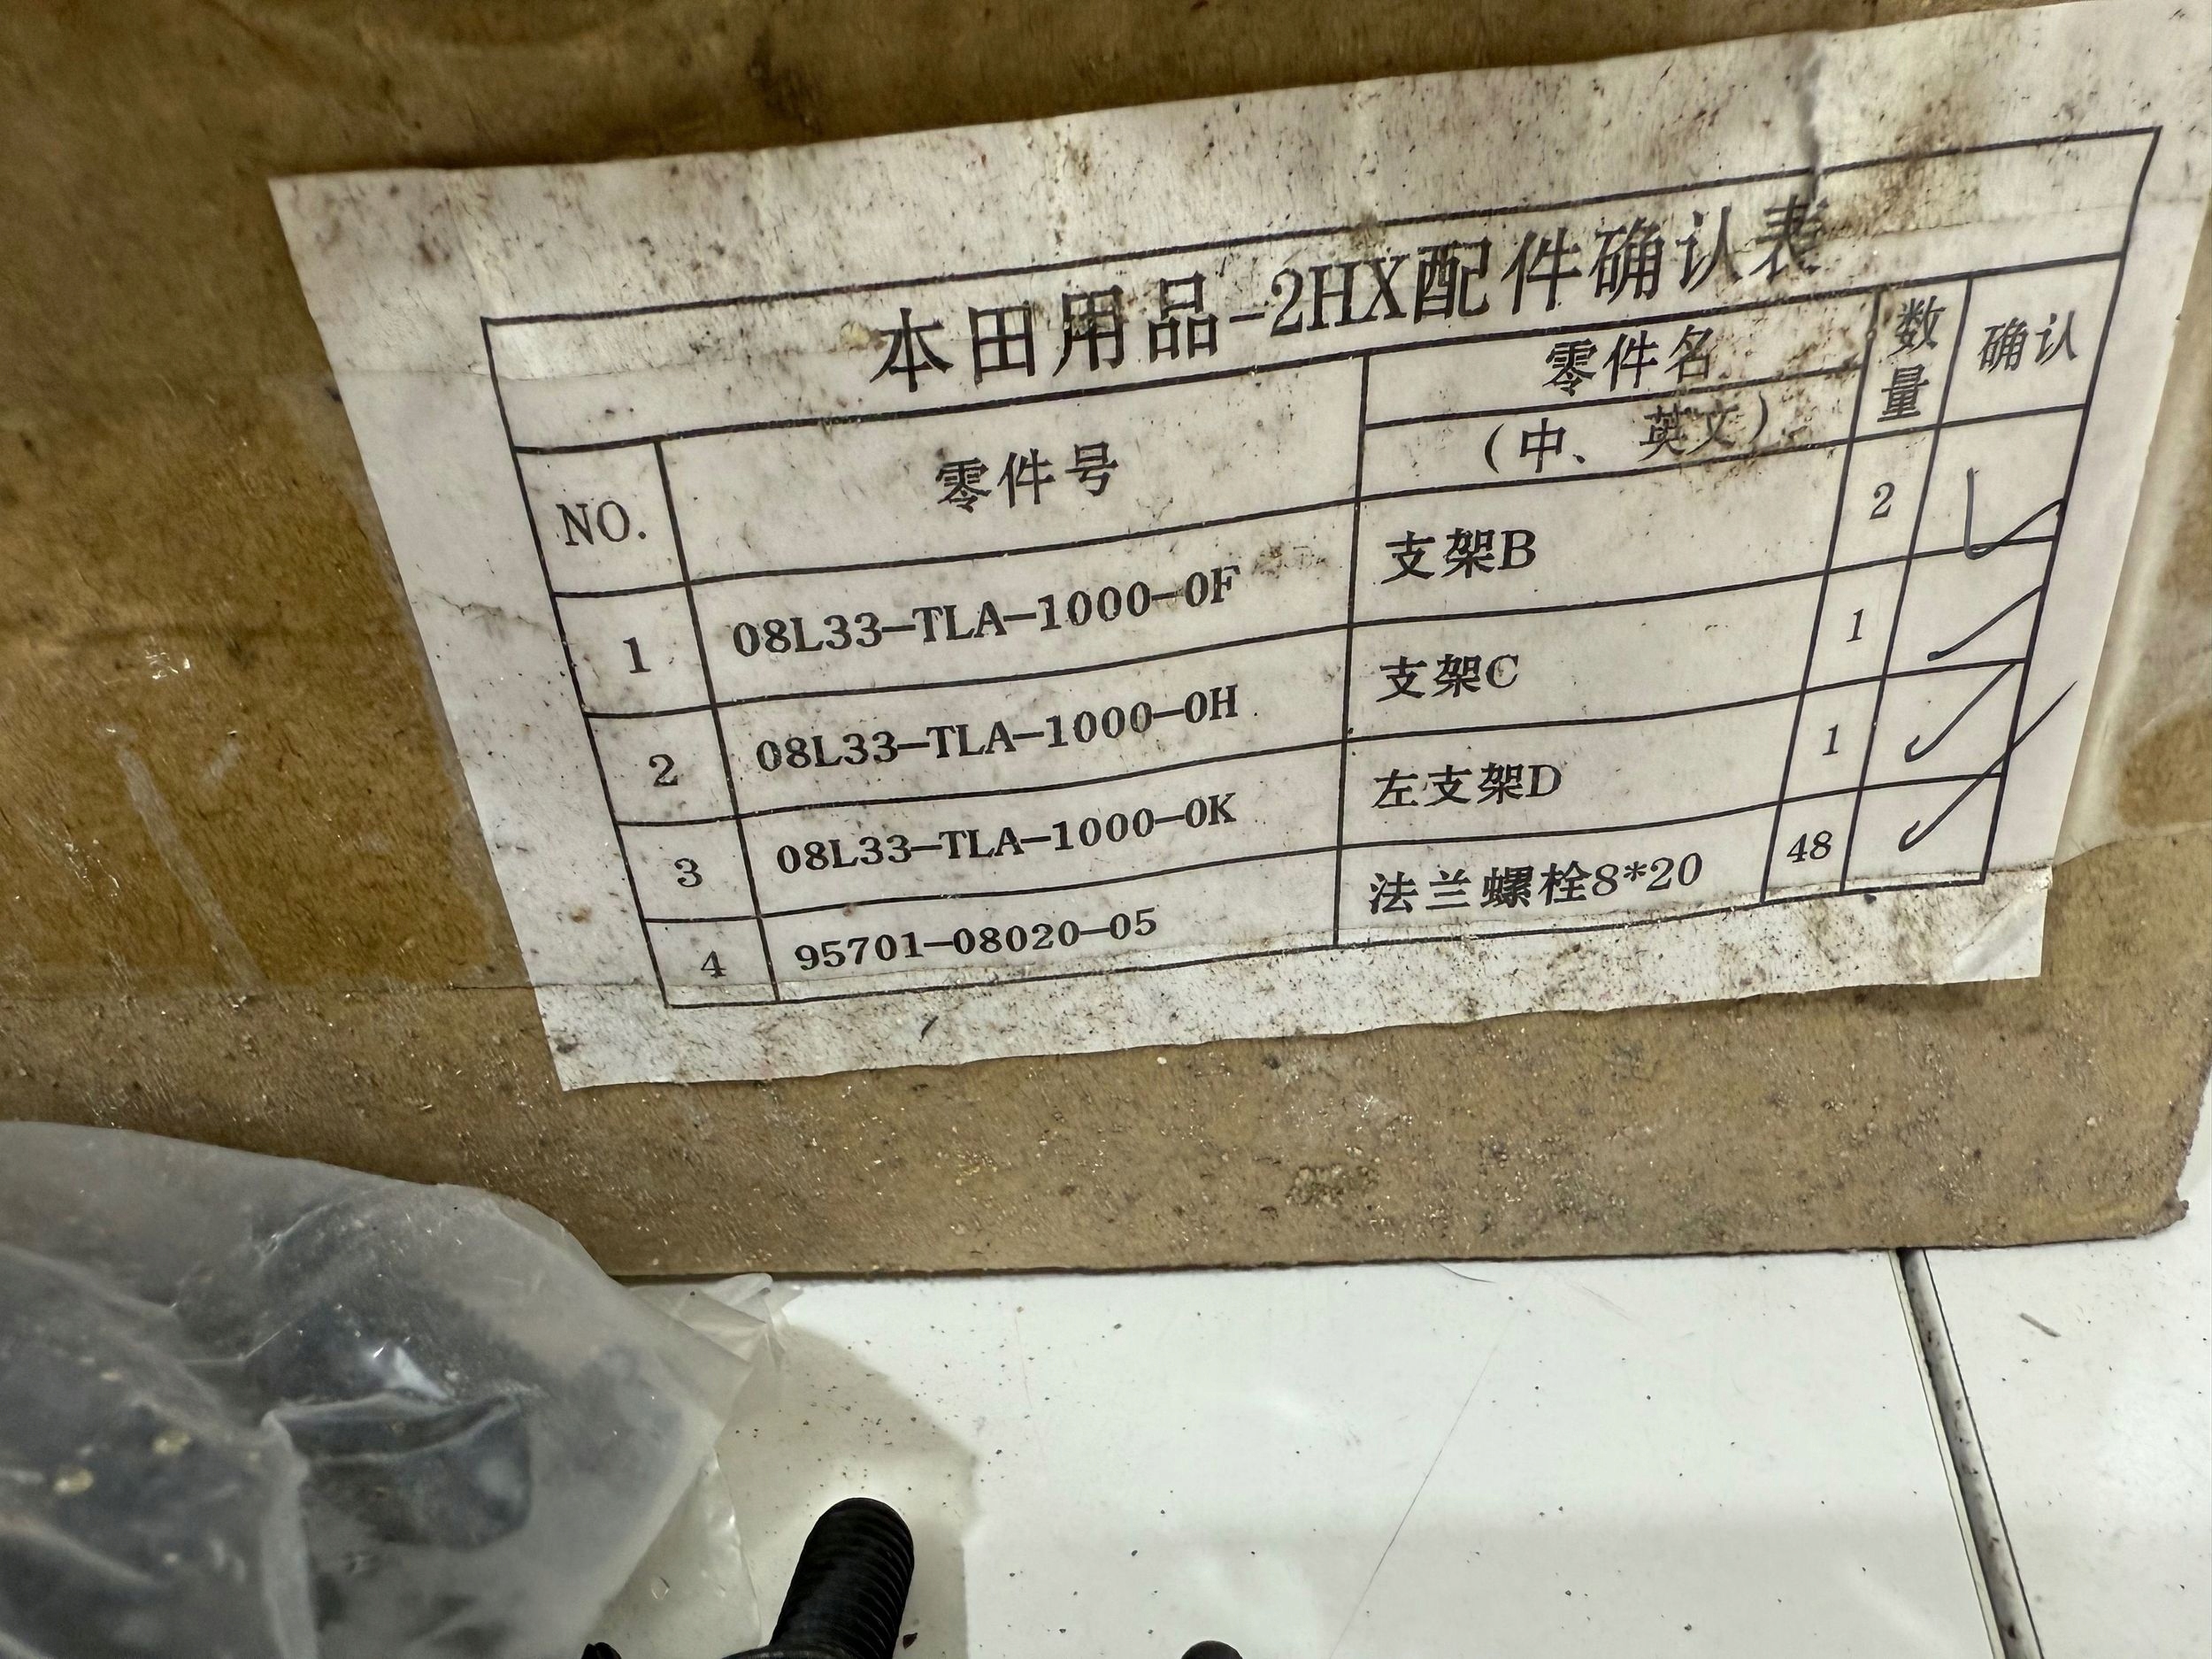 本田用品-2HX配件确认表
NO. 零件号 零件名 数量 确认
(中、英文)
1 08L33-TLA-1000-0F 支架B 2
2 08L33-TLA-1000-0H 支架C 1
3 08L33-TLA-1000-0K 左支架D 1
4 95701-08020-05 法兰螺栓8*20 48